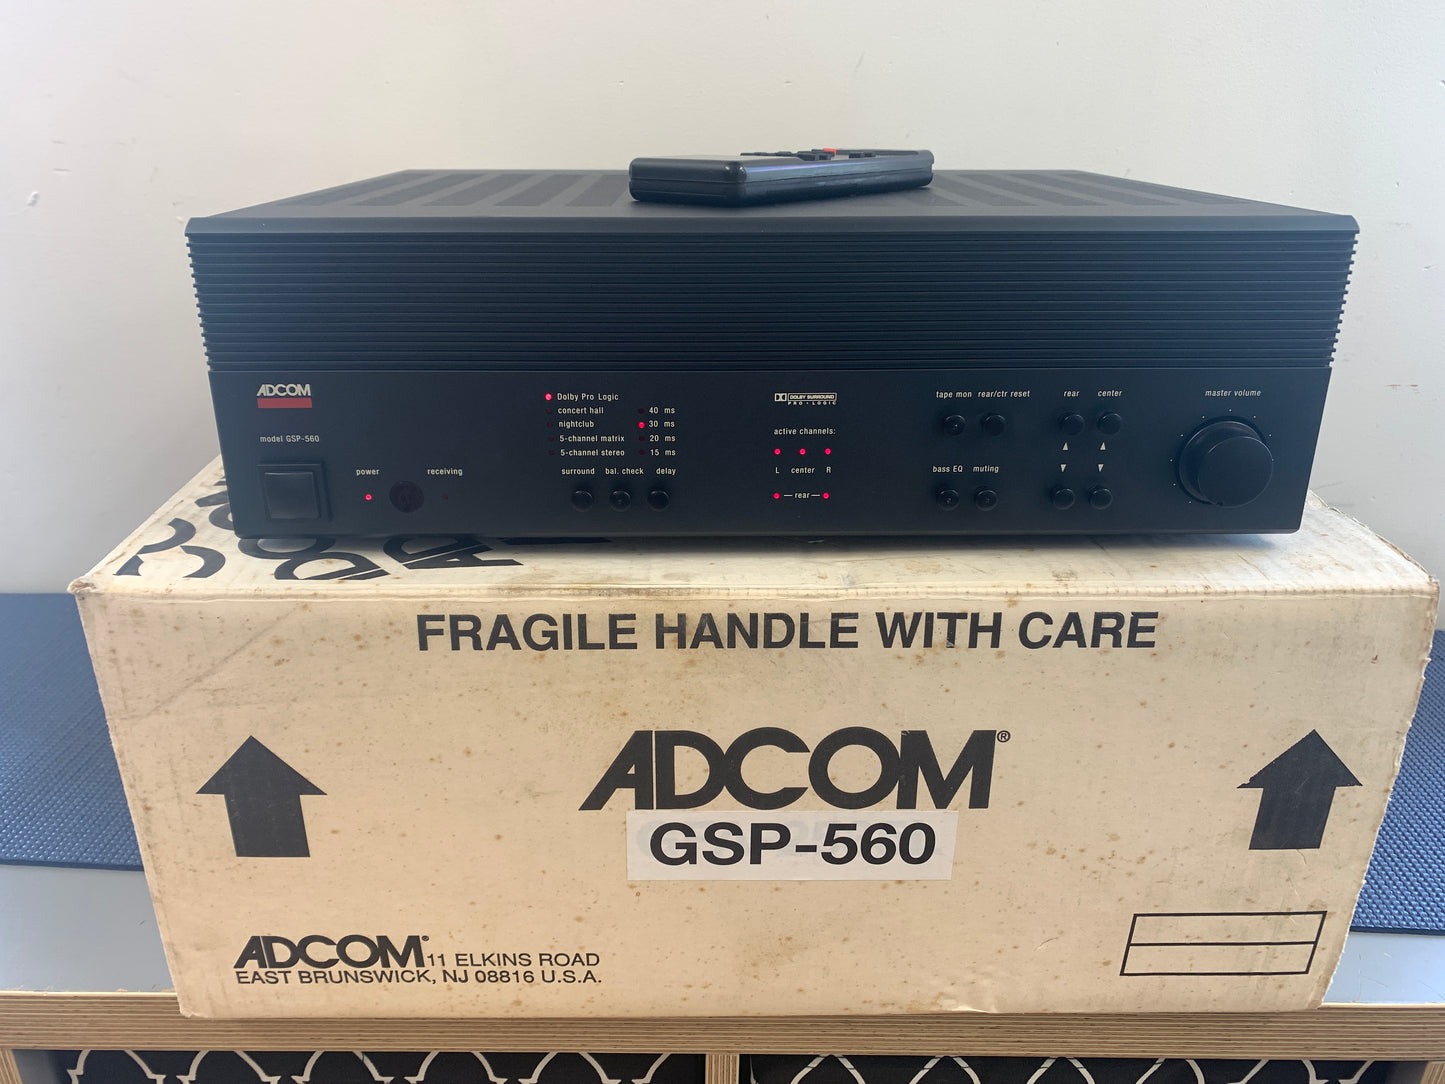 ADCOM
model GSP-560
power
receiving
Dolby Pro Logic
concert hall
nightclub
5-channel matrix
5-channel stereo
40 ms
30 ms
20 ms
15 ms
surround bal. check delay
DOLBY SURROUND
PRO · LOGIC
active channels:
L center R
rear
tape mon rear/ctr reset
bass EQ muting
rear center
master volume
FRAGILE HANDLE WITH CARE
ADCOM®
GSP-560
ADCOM® 11 ELKINS ROAD
EAST BRUNSWICK, NJ 08816 U.S.A.